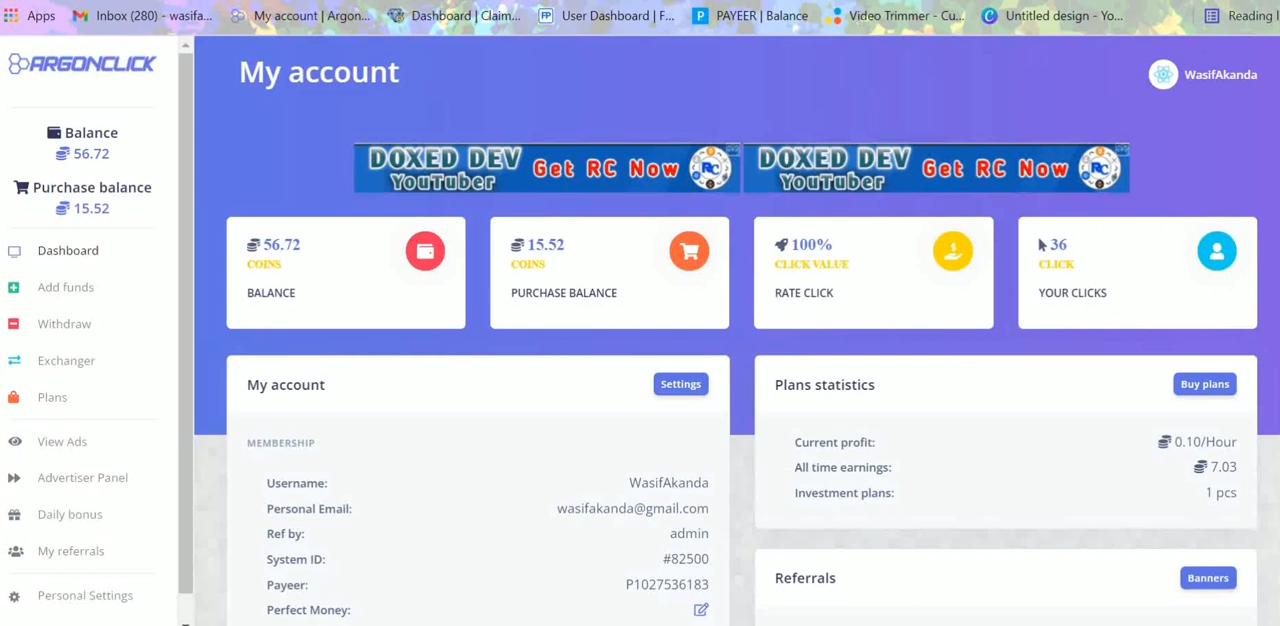 Apps Inbox (280) - wasifa... My account | Argon... Dashboard | Claim... User Dashboard | F... PAYEER | Balance Video Trimmer - Cu... Untitled design - Yo... Reading l
ARGONCLICK
My account
WasifAkanda
Balance
56.72
Purchase balance
15.52
Dashboard
Add funds
Withdraw
Exchanger
Plans
View Ads
Advertiser Panel
Daily bonus
My referrals
Personal Settings
DOXED DEV
YouTuber
Get RC Now
RC
DOXED DEV
YouTuber
Get RC Now
RC
56.72
COINS
BALANCE
15.52
COINS
PURCHASE BALANCE
100%
CLICK VALUE
RATE CLICK
36
CLICK
YOUR CLICKS
My account
Settings
MEMBERSHIP
Username: WasifAkanda
Personal Email: wasifakanda@gmail.com
Ref by: admin
System ID: #82500
Payeer: P1027536183
Perfect Money:
Plans statistics
Buy plans
Current profit: 0.10/Hour
All time earnings: 7.03
Investment plans: 1 pcs
Referrals
Banners